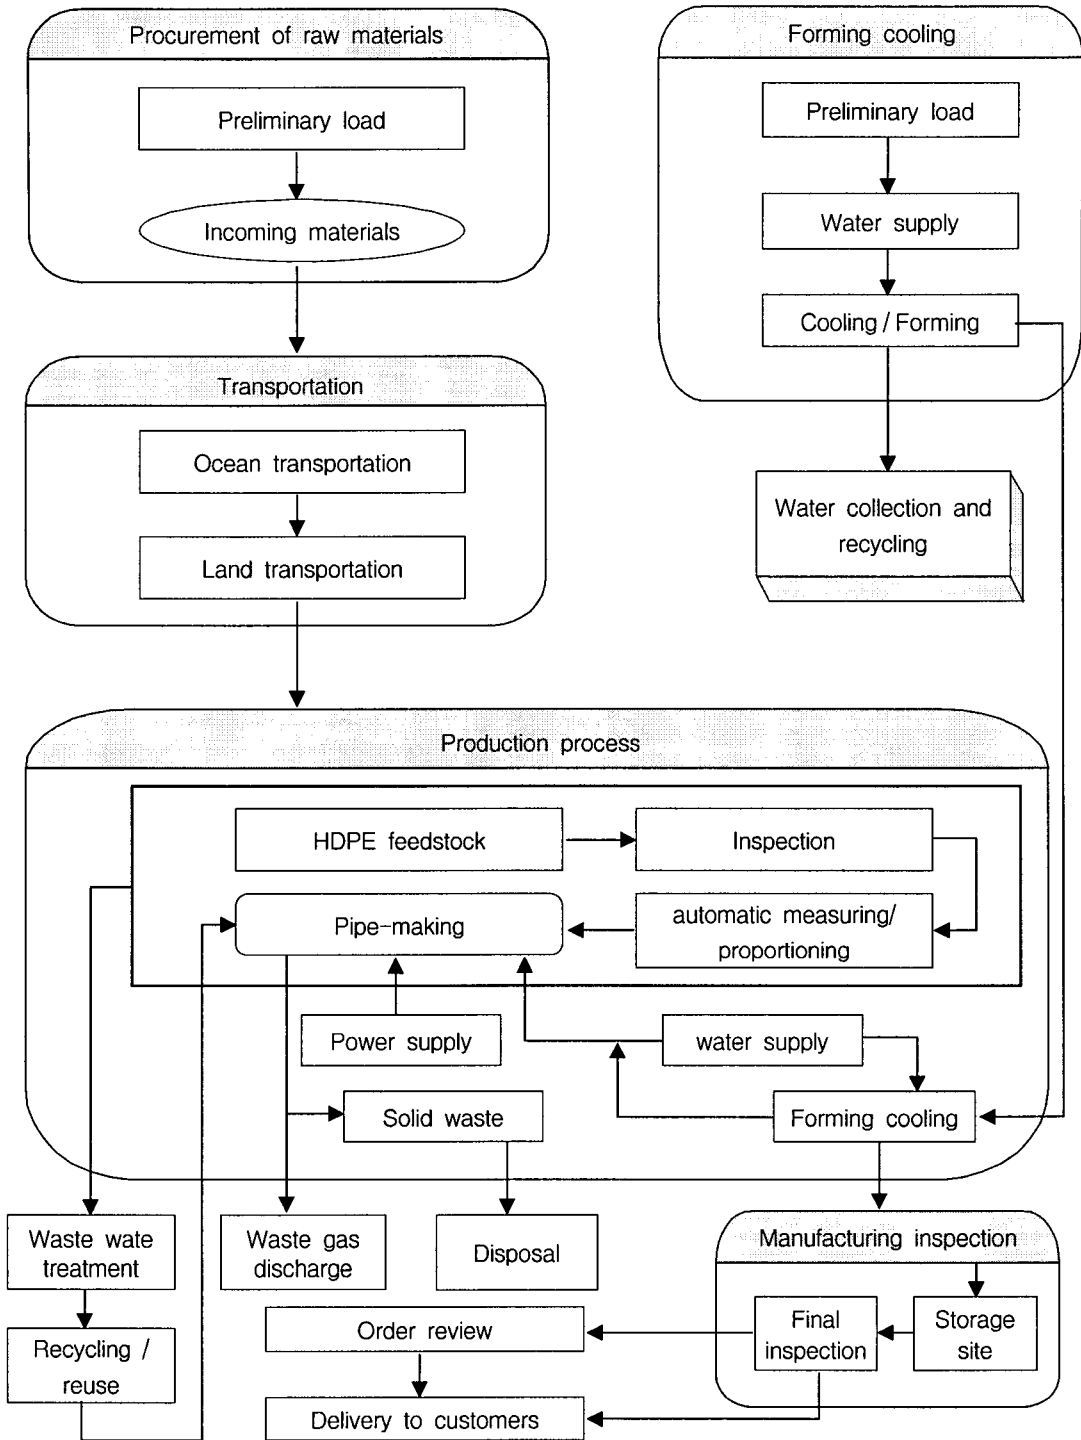 Procurement of raw materials
Preliminary load
Incoming materials
Transportation
Ocean transportation
Land transportation
Forming cooling
Preliminary load
Water supply
Cooling / Forming
Water collection and
recycling
Production process
HDPE feedstock
Inspection
Pipe-making
automatic measuring/
proportioning
Power supply
water supply
Solid waste
Forming cooling
Waste wate
treatment
Waste gas
discharge
Disposal
Manufacturing inspection
Final
inspection
Storage
site
Order review
Recycling /
reuse
Delivery to customers